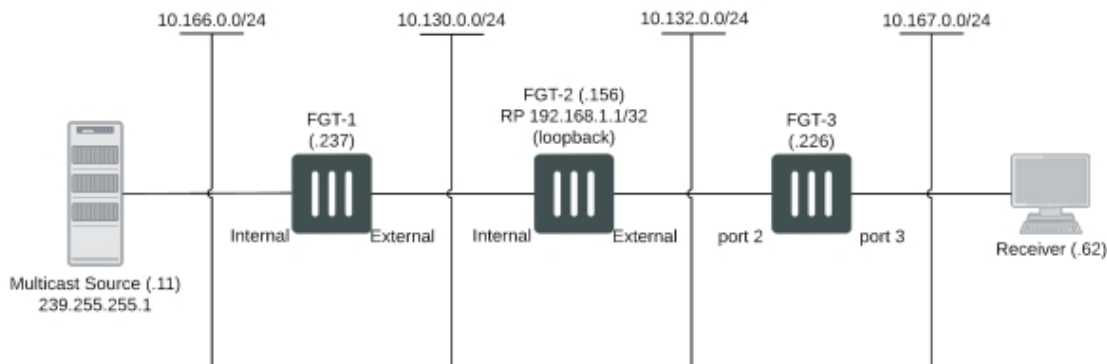 10.166.0.0/24
10.130.0.0/24
10.132.0.0/24
10.167.0.0/24
FGT-1
(.237)
FGT-2 (.156)
RP 192.168.1.1/32
(loopback)
FGT-3
(.226)
Internal
External
Internal
External
port 2
port 3
Receiver (.62)
Multicast Source (.11)
239.255.255.1